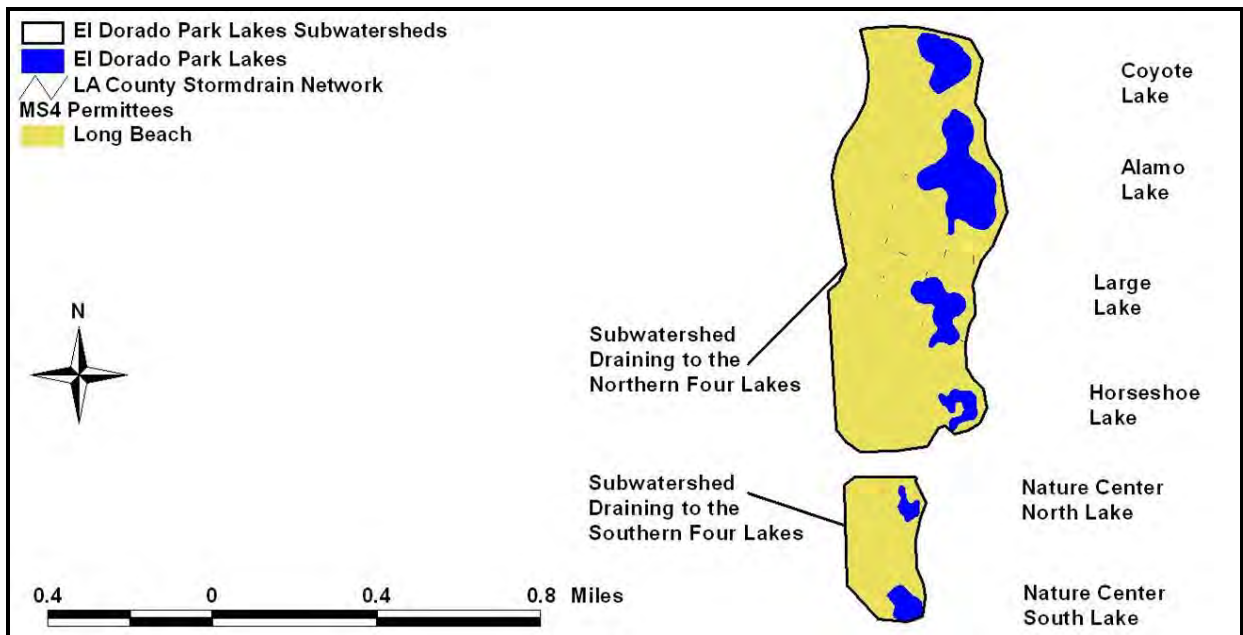 El Dorado Park Lakes Subwatersheds
El Dorado Park Lakes
LA County Stormdrain Network
MS4 Permittees
Long Beach
Coyote
Lake
Alamo
Lake
Large
Lake
Horseshoe
Lake
N
Subwatershed
Draining to the
Northern Four Lakes
Subwatershed
Draining to the
Southern Four Lakes
Nature Center
North Lake
Nature Center
South Lake
0.4 0 0.4 0.8 Miles